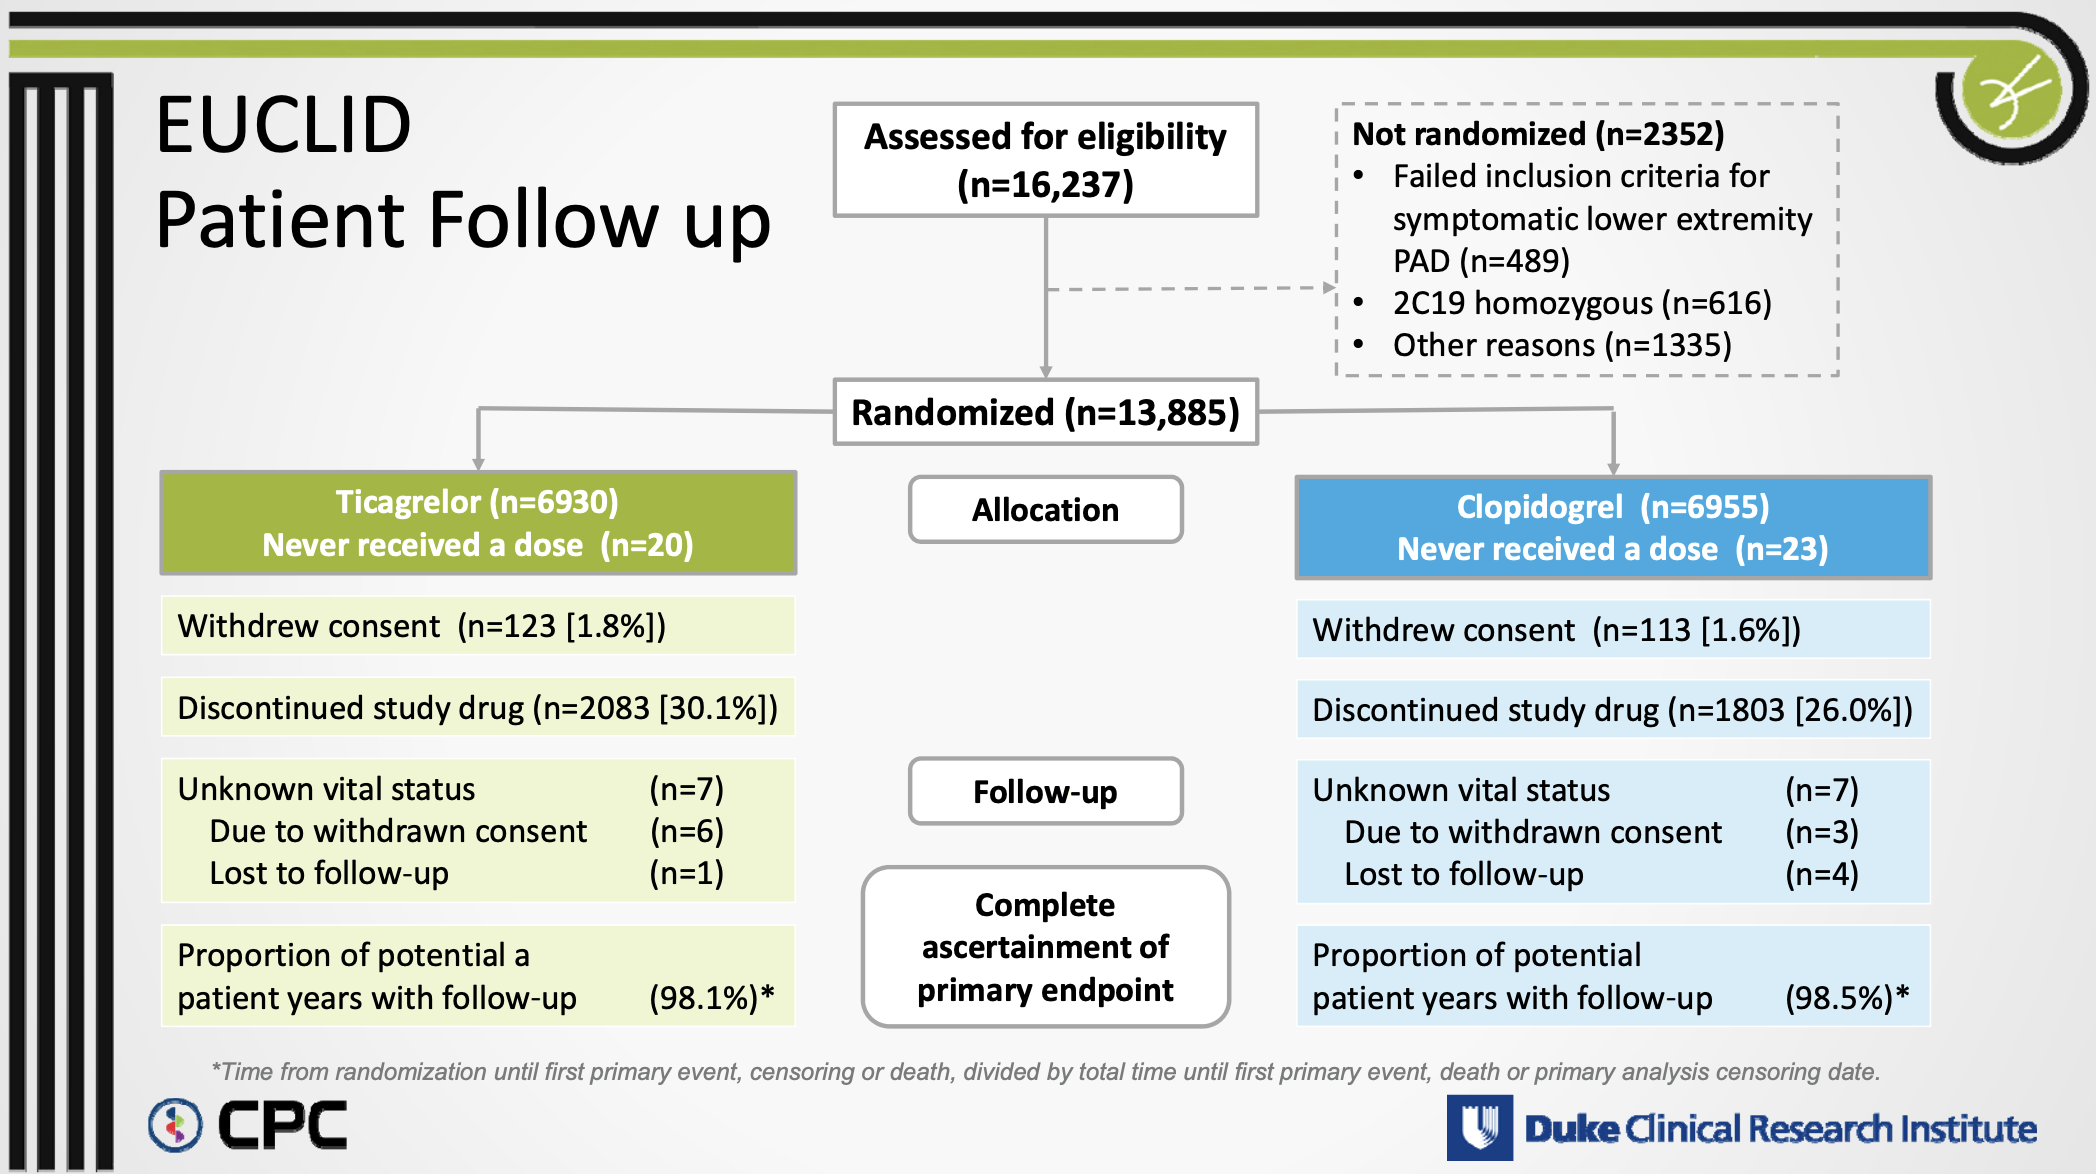 EUCLID
Patient Follow up
Assessed for eligibility
(n=16,237)
Not randomized (n=2352)
• Failed inclusion criteria for
symptomatic lower extremity
PAD (n=489)
• 2C19 homozygous (n=616)
• Other reasons (n=1335)
Randomized (n=13,885)
Ticagrelor (n=6930)
Never received a dose (n=20)
Allocation
Clopidogrel (n=6955)
Never received a dose (n=23)
Withdrew consent (n=123 [1.8%])
Withdrew consent (n=113 [1.6%])
Discontinued study drug (n=2083 [30.1%])
Discontinued study drug (n=1803 [26.0%])
Unknown vital status (n=7)
Due to withdrawn consent (n=6)
Lost to follow-up (n=1)
Follow-up
Unknown vital status (n=7)
Due to withdrawn consent (n=3)
Lost to follow-up (n=4)
Proportion of potential a
patient years with follow-up (98.1%)*
Complete
ascertainment of
primary endpoint
Proportion of potential
patient years with follow-up (98.5%)*
*Time from randomization until first primary event, censoring or death, divided by total time until first primary event, death or primary analysis censoring date.
CPC
Duke Clinical Research Institute